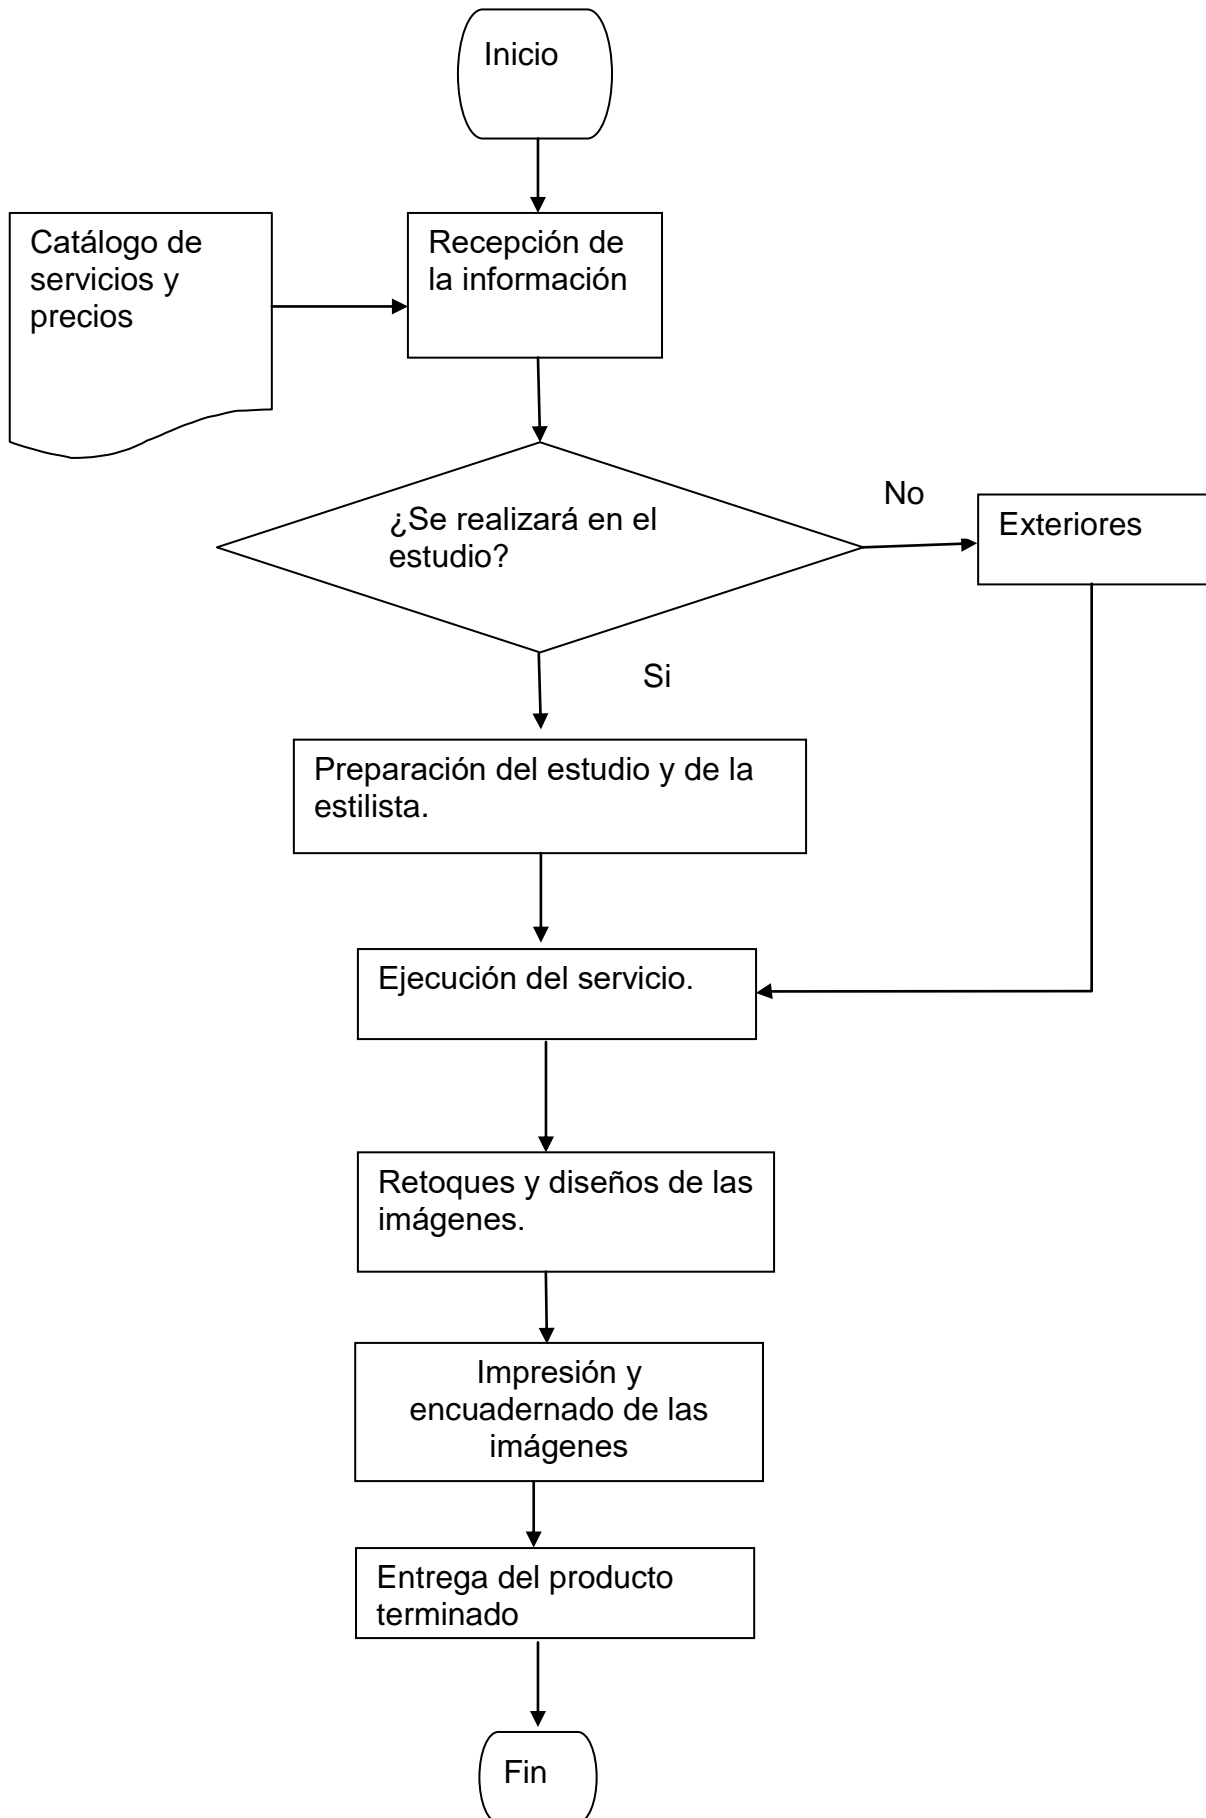 Inicio
Catálogo de
servicios y
precios
Recepción de
la información
¿Se realizará en el
estudio?
No
Exteriores
Si
Preparación del estudio y de la
estilista.
Ejecución del servicio.
Retoques y diseños de las
imágenes.
Impresión y
encuadernado de las
imágenes
Entrega del producto
terminado
Fin